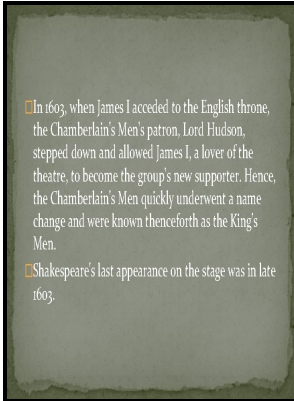 In 1603, when James I acceded to the English throne,
the Chamberlain's Men's patron, Lord Hudson,
stepped down and allowed James I, a lover of the
theatre, to become the group's new supporter. Hence,
the Chamberlain's Men quickly underwent a name
change and were known thenceforth as the King's
Men.
Shakespeare's last appearance on the stage was in late
1603.